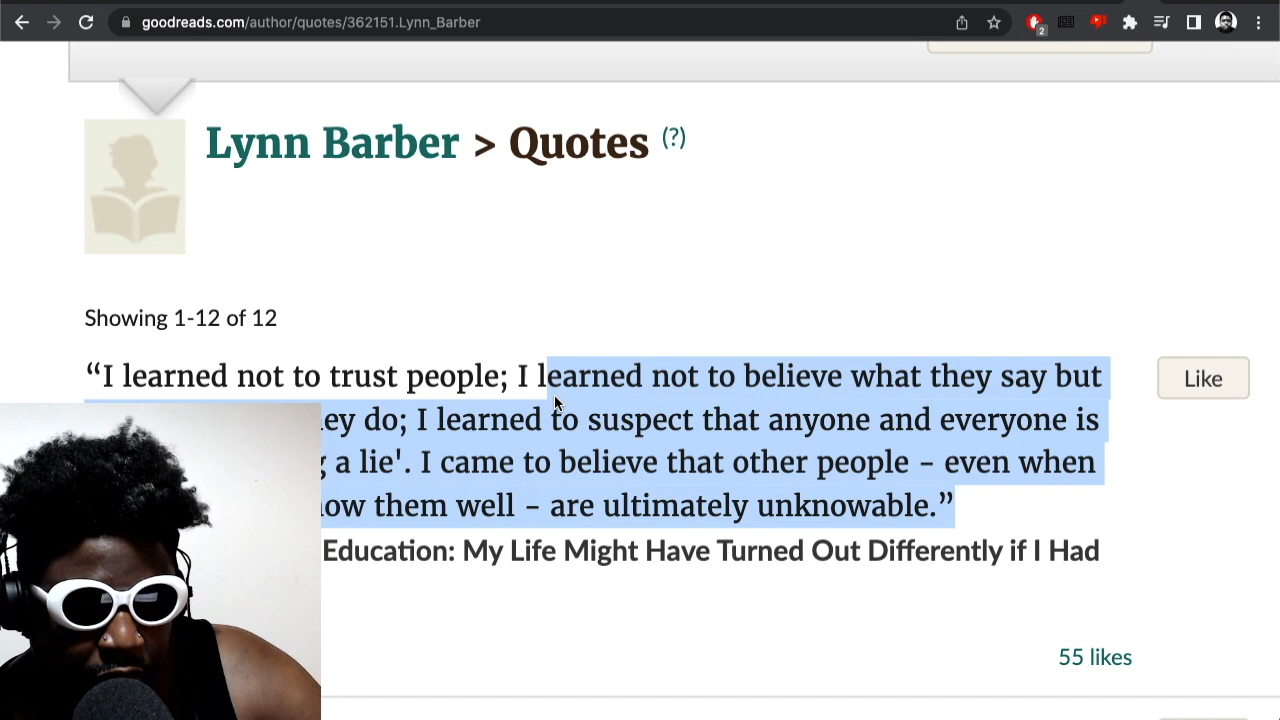 goodreads.com/author/quotes/362151.Lynn_Barber
2
Lynn Barber > Quotes (?)
Showing 1-12 of 12
“I learned not to trust people; I learned not to believe what they say but
ey do; I learned to suspect that anyone and everyone is
g a lie'. I came to believe that other people – even when
ow them well – are ultimately unknowable.”
Education: My Life Might Have Turned Out Differently if I Had
Like
55 likes